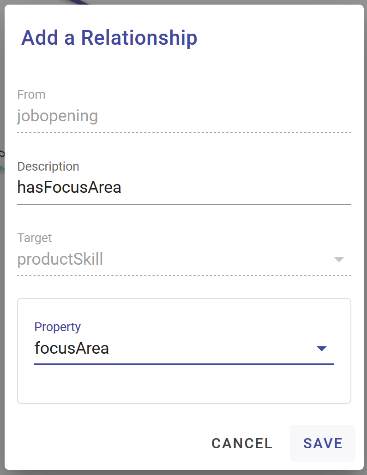 Add a Relationship
From
jobopening
Description
hasFocusArea
Target
productSkill
Property
focusArea
CANCEL SAVE